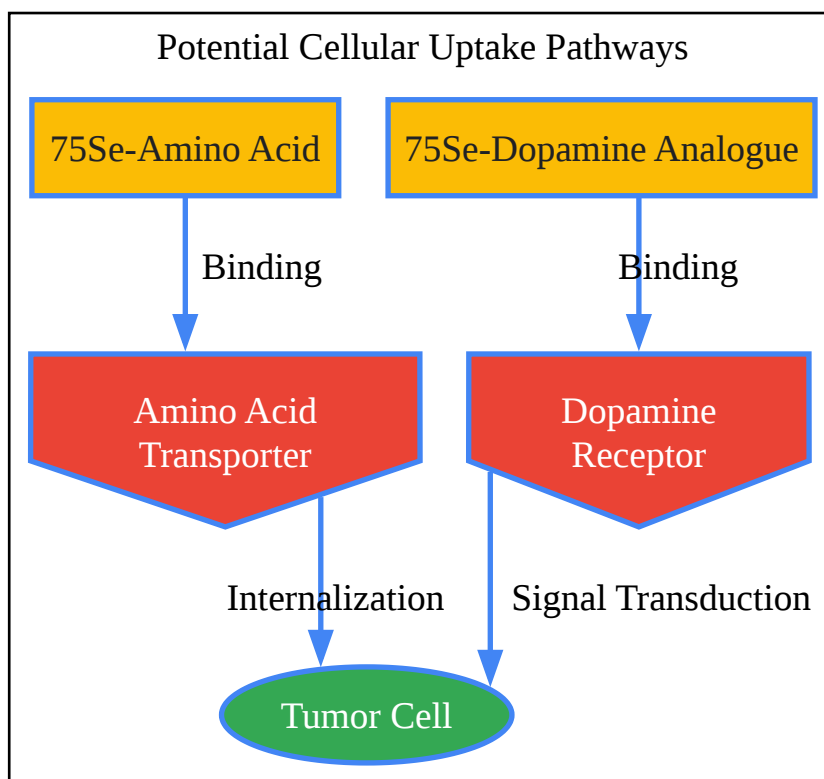 Potential Cellular Uptake Pathways
75Se-Amino Acid
75Se-Dopamine Analogue
Binding
Binding
Amino Acid
Transporter
Dopamine
Receptor
Internalization
Signal Transduction
Tumor Cell